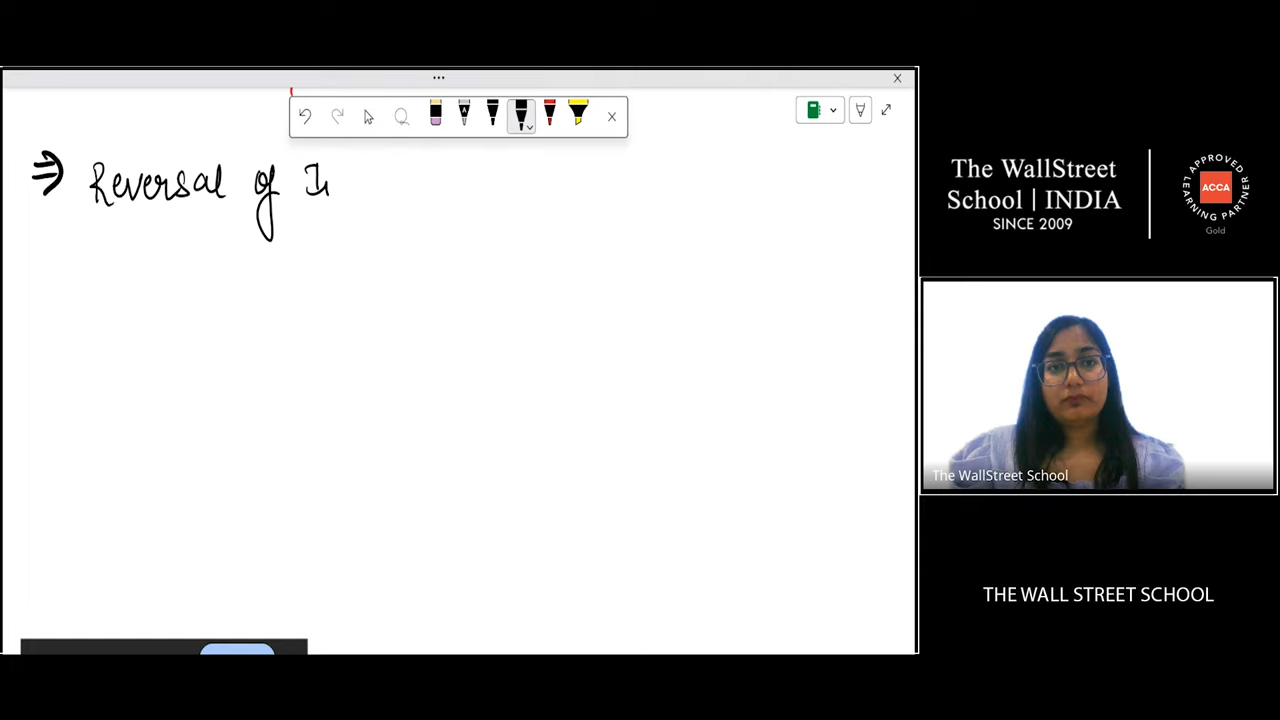 ⇒ Reversal of I
The WallStreet
School | INDIA
SINCE 2009
APPROVED
LEARNING PARTNER
ACCA
Gold
The WallStreet School
THE WALL STREET SCHOOL